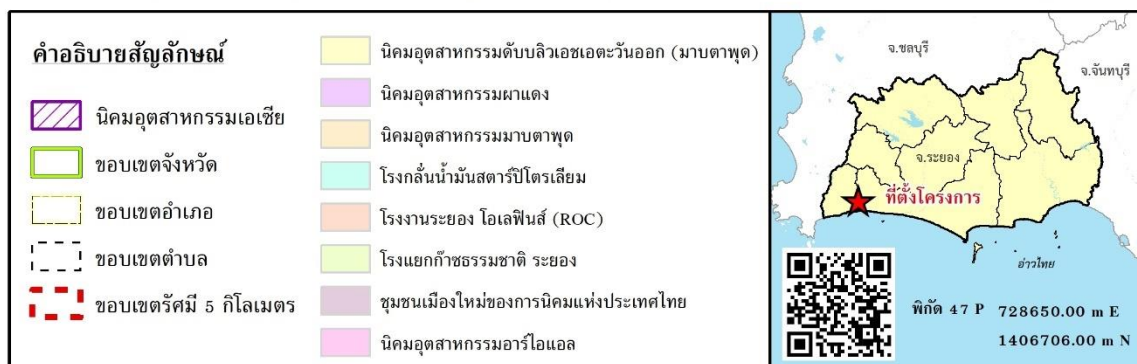 คำอธิบายสัญลักษณ์
นิคมอุตสาหกรรมเอเซีย
ขอบเขตจังหวัด
ขอบเขตอำเภอ
ขอบเขตตำบล
ขอบเขตรัศมี 5 กิโลเมตร
นิคมอุตสาหกรรมดับบลิวเอชเอตะวันออก (มาบตาพุด)
นิคมอุตสาหกรรมผาแดง
นิคมอุตสาหกรรมมาบตาพุด
โรงกลั่นน้ำมันสตาร์ปิโตรเลียม
โรงงานระยอง โอเลฟินส์ (ROC)
โรงแยกก๊าซธรรมชาติ ระยอง
ชุมชนเมืองใหม่ของการนิคมแห่งประเทศไทย
นิคมอุตสาหกรรมอาร์ไอแอล
จ.ชลบุรี
จ.จันทบุรี
จ.ระยอง
ที่ตั้งโครงการ
อ่าวไทย
พิกัด 47 P 728650.00 m E
1406706.00 m N